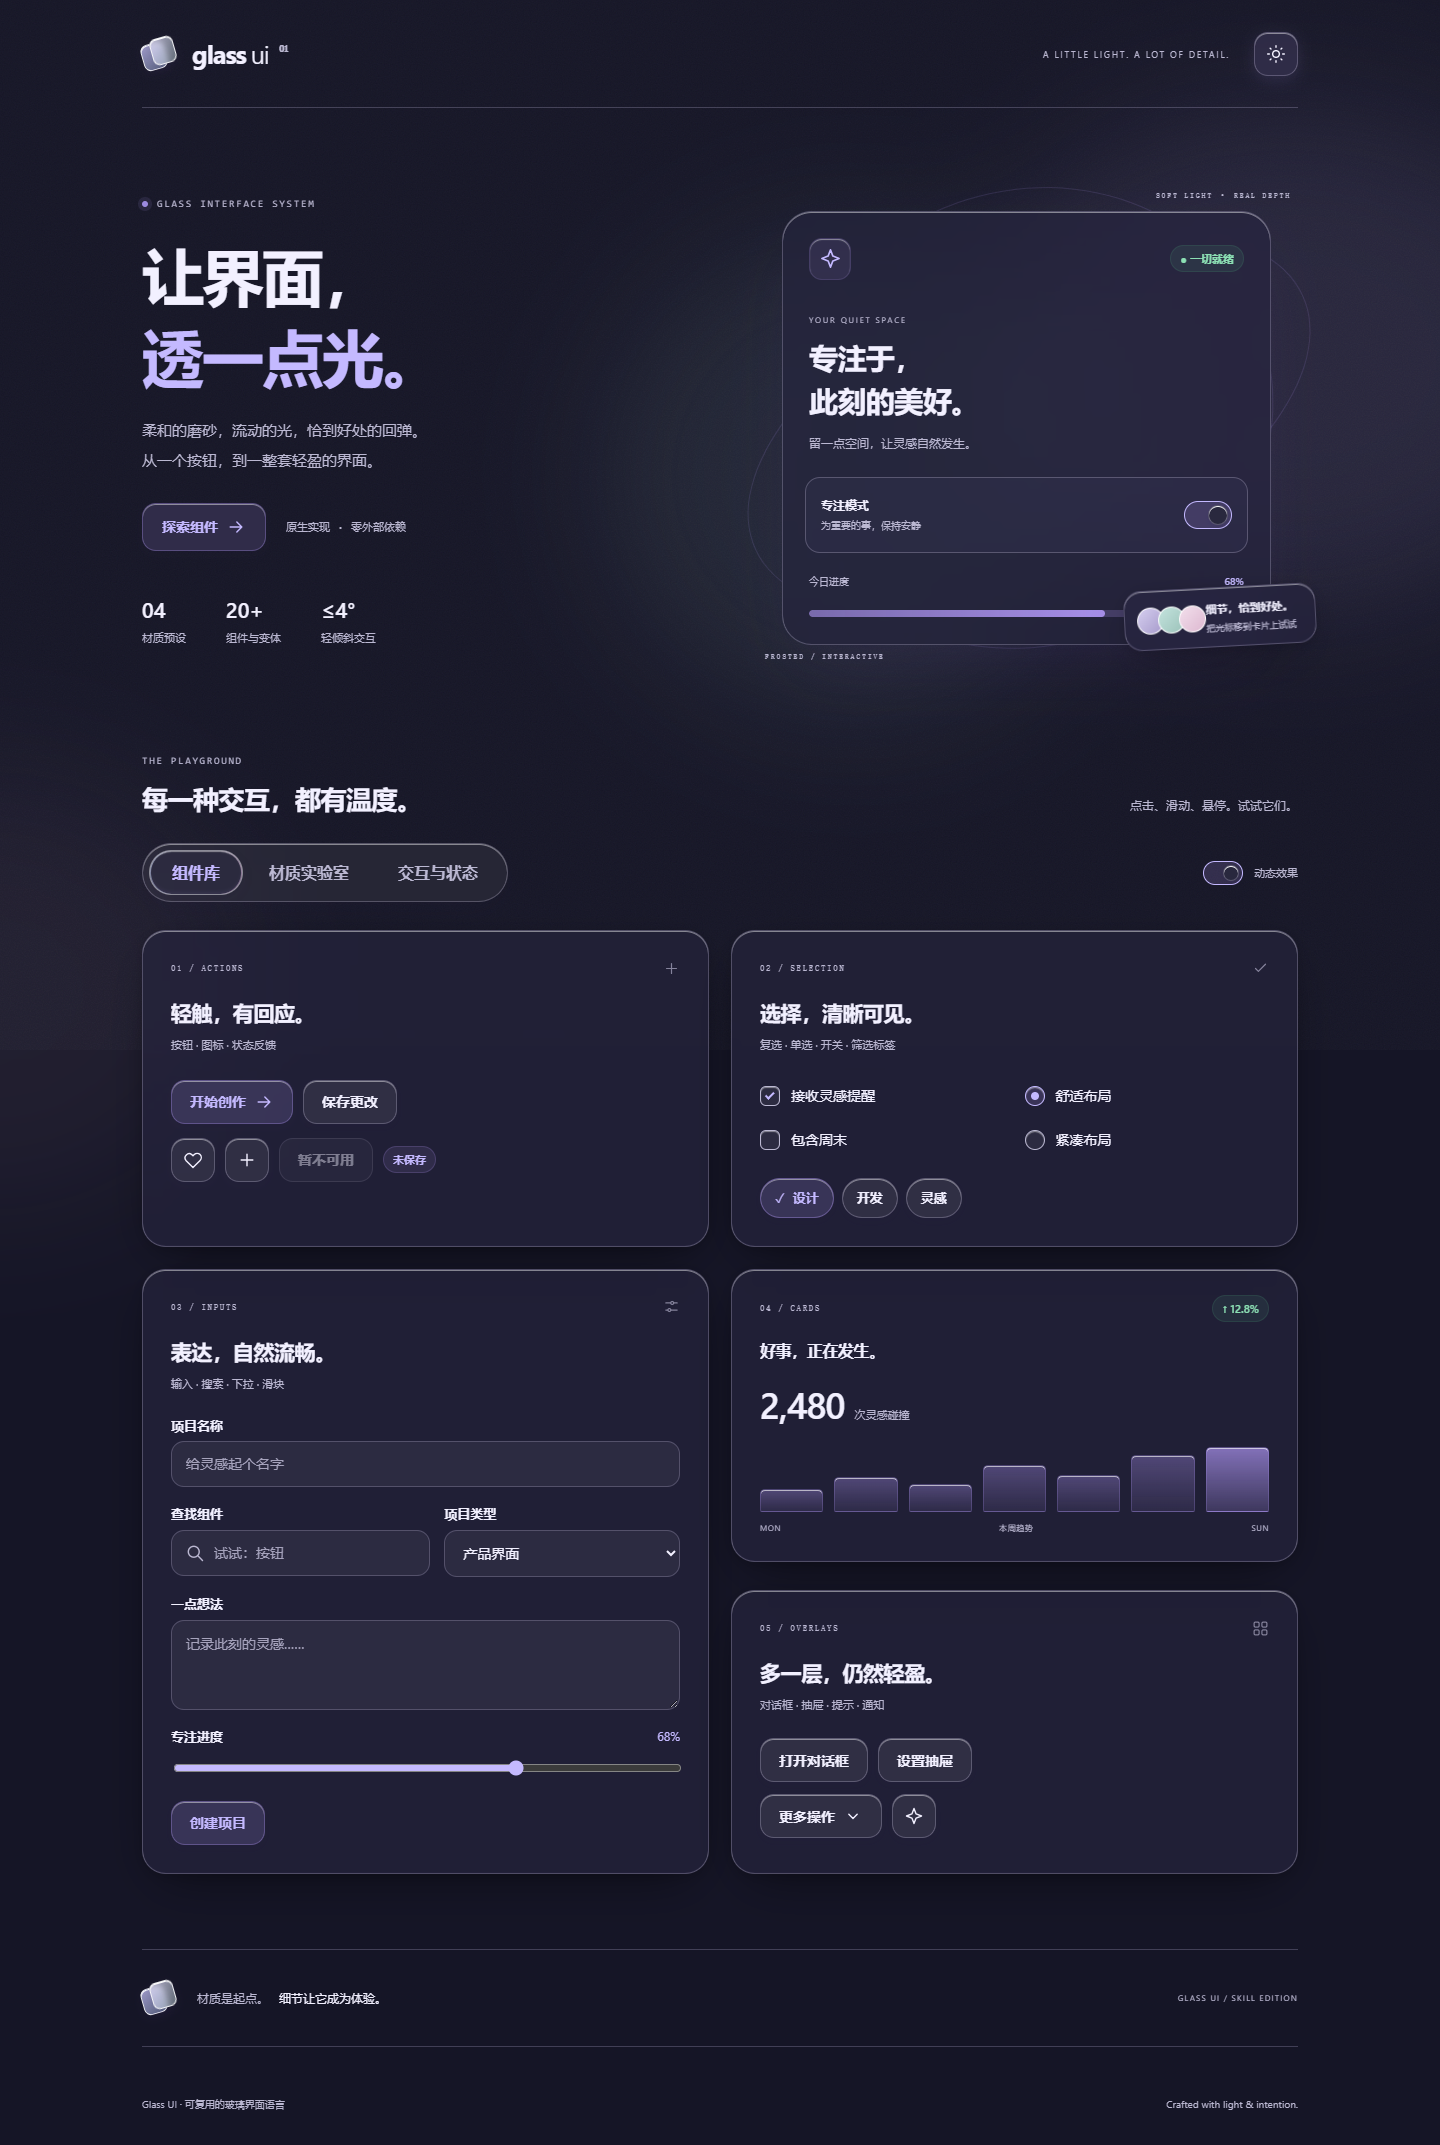 glass ui 01
A LITTLE LIGHT. A LOT OF DETAIL.
GLASS INTERFACE SYSTEM
让界面，
透一点光。
柔和的磨砂，流动的光，恰到好处的回弹。
从一个按钮，到一整套轻盈的界面。
探索组件
原生实现 · 零外部依赖
04
材质预设
20+
组件与变体
≤4°
轻倾斜交互
SOFT LIGHT • REAL DEPTH
一切就绪
YOUR QUIET SPACE
专注于，
此刻的美好。
留一点空间，让灵感自然发生。
专注模式
为重要的事，保持安静
今日进度
68%
细节，恰到好处。
把光标移到卡片上试试
FROSTED / INTERACTIVE
THE PLAYGROUND
每一种交互，都有温度。
点击、滑动、悬停。试试它们。
组件库
材质实验室
交互与状态
动态效果
01 / ACTIONS
轻触，有回应。
按钮 · 图标 · 状态反馈
开始创作
保存更改
暂不可用
未保存
02 / SELECTION
选择，清晰可见。
复选 · 单选 · 开关 · 筛选标签
接收灵感提醒
舒适布局
包含周末
紧凑布局
✓ 设计
开发
灵感
03 / INPUTS
表达，自然流畅。
输入 · 搜索 · 下拉 · 滑块
项目名称
给灵感起个名字
查找组件
试试：按钮
项目类型
产品界面
一点想法
记录此刻的灵感……
专注进度
68%
创建项目
04 / CARDS
↑ 12.8%
好事，正在发生。
2,480 次灵感碰撞
MON
本周趋势
SUN
05 / OVERLAYS
多一层，仍然轻盈。
对话框 · 抽屉 · 提示 · 通知
打开对话框
设置抽屉
更多操作
材质是起点。 细节让它成为体验。
GLASS UI / SKILL EDITION
Glass UI · 可复用的玻璃界面语言
Crafted with light & intention.